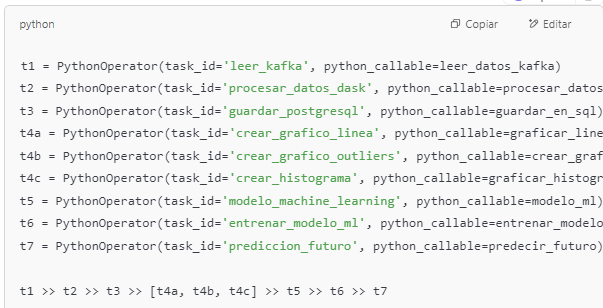 python
Copiar
Editar
t1 = PythonOperator(task_id='leer_kafka', python_callable=leer_datos_kafka)
t2 = PythonOperator(task_id='procesar_datos_dask', python_callable=procesar_datos
t3 = PythonOperator(task_id='guardar_postgresql', python_callable=guardar_en_sql)
t4a = PythonOperator(task_id='crear_grafico_linea', python_callable=graficar_line
t4b = PythonOperator(task_id='crear_grafico_outliers', python_callable=crear_graf
t4c = PythonOperator(task_id='crear_histograma', python_callable=graficar_histogr
t5 = PythonOperator(task_id='modelo_machine_learning', python_callable=modelo_ml)
t6 = PythonOperator(task_id='entrenar_modelo_ml', python_callable=entrenar_modelo
t7 = PythonOperator(task_id='prediccion_futuro', python_callable=predecir_futuro)
t1 >> t2 >> t3 >> [t4a, t4b, t4c] >> t5 >> t6 >> t7